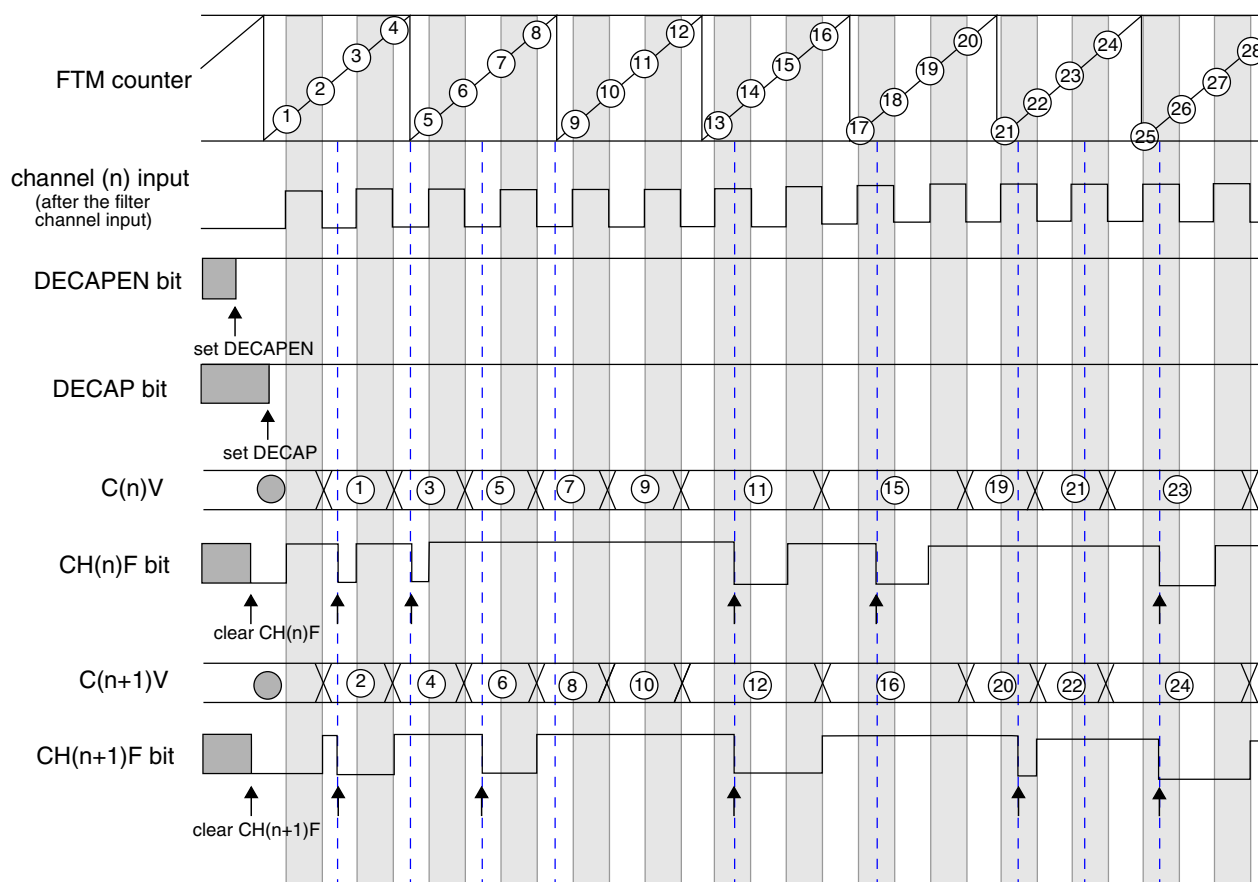 4 8 12 16 20 24 28
3 7 11 15 19 23 27
FTM counter 2 6 10 14 18 22 26
1 5 9 13 17 21 25
channel (n) input
(after the filter
channel input)
DECAPEN bit
set DECAPEN
DECAP bit
set DECAP
C(n)V 1 3 5 7 9 11 15 19 21 23
CH(n)F bit
clear CH(n)F
C(n+1)V 2 4 6 8 10 12 16 20 22 24
CH(n+1)F bit
clear CH(n+1)F